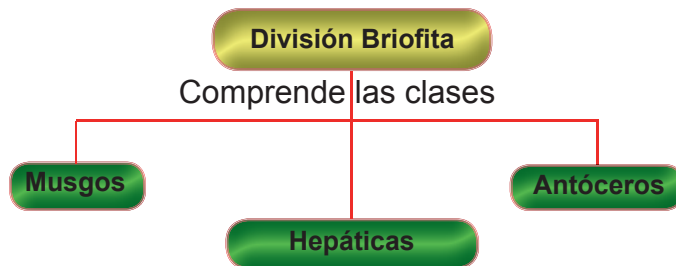 División Briofita
Comprende las clases
Musgos
Antóceros
Hepáticas